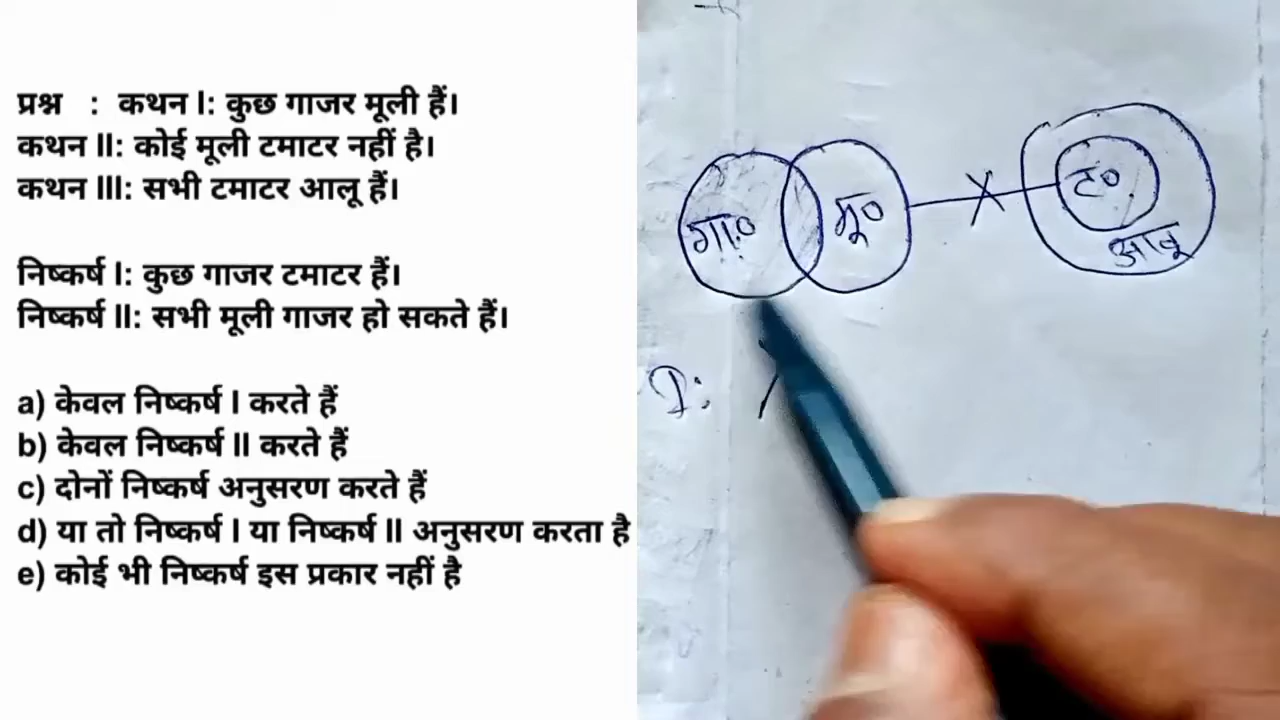 प्रश्न : कथन I: कुछ गाजर मूली हैं।
कथन II: कोई मूली टमाटर नहीं है।
कथन III: सभी टमाटर आलू हैं।
निष्कर्ष I: कुछ गाजर टमाटर हैं।
निष्कर्ष II: सभी मूली गाजर हो सकते हैं।
a) केवल निष्कर्ष I करते हैं
b) केवल निष्कर्ष II करते हैं
c) दोनों निष्कर्ष अनुसरण करते हैं
d) या तो निष्कर्ष I या निष्कर्ष II अनुसरण करता है
e) कोई भी निष्कर्ष इस प्रकार नहीं है
गा०
मू०
ट०
आलू
I: